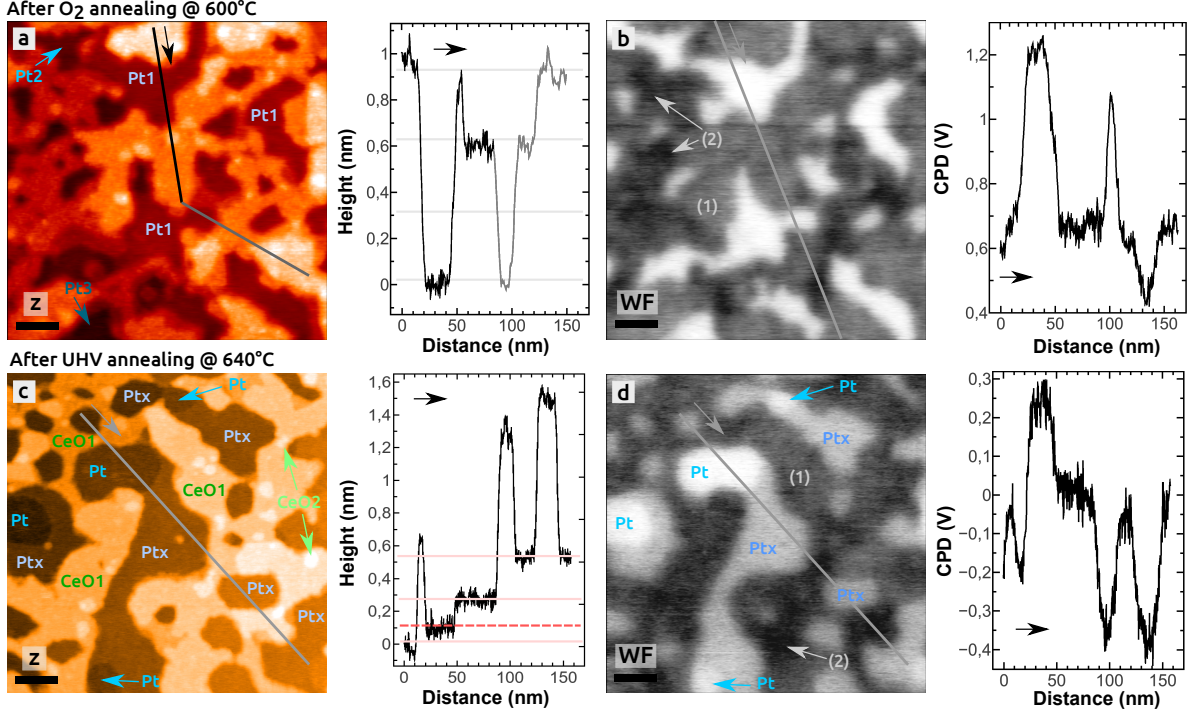 After O2 annealing @ 600°C
a
Pt2
Pt1
Pt1
Pt1
Pt3
z
Height (nm)
1
0,8
0,6
0,4
0,2
0
0 50 100 150
Distance (nm)
b
(2)
(1)
WF
CPD (V)
1.2
1.0
0.8
0.6
0.4
0 50 100 150
Distance (nm)
After UHV annealing @ 640°C
c
Ptx
Pt
CeO1
Ptx
Pt
CeO1
CeO2
Pt
Ptx
Ptx
CeO1
Ptx
Ptx
z
Pt
Height (nm)
1,6
1,4
1,2
1,0
0,8
0,6
0,4
0,2
0
0 50 100 150
Distance (nm)
d
Pt
Ptx
Pt
(1)
Pt
Ptx
Ptx
(2)
WF
Pt
CPD (V)
0,3
0,2
0,1
0
−0,1
−0,2
−0,3
−0,4
0 50 100 150
Distance (nm)